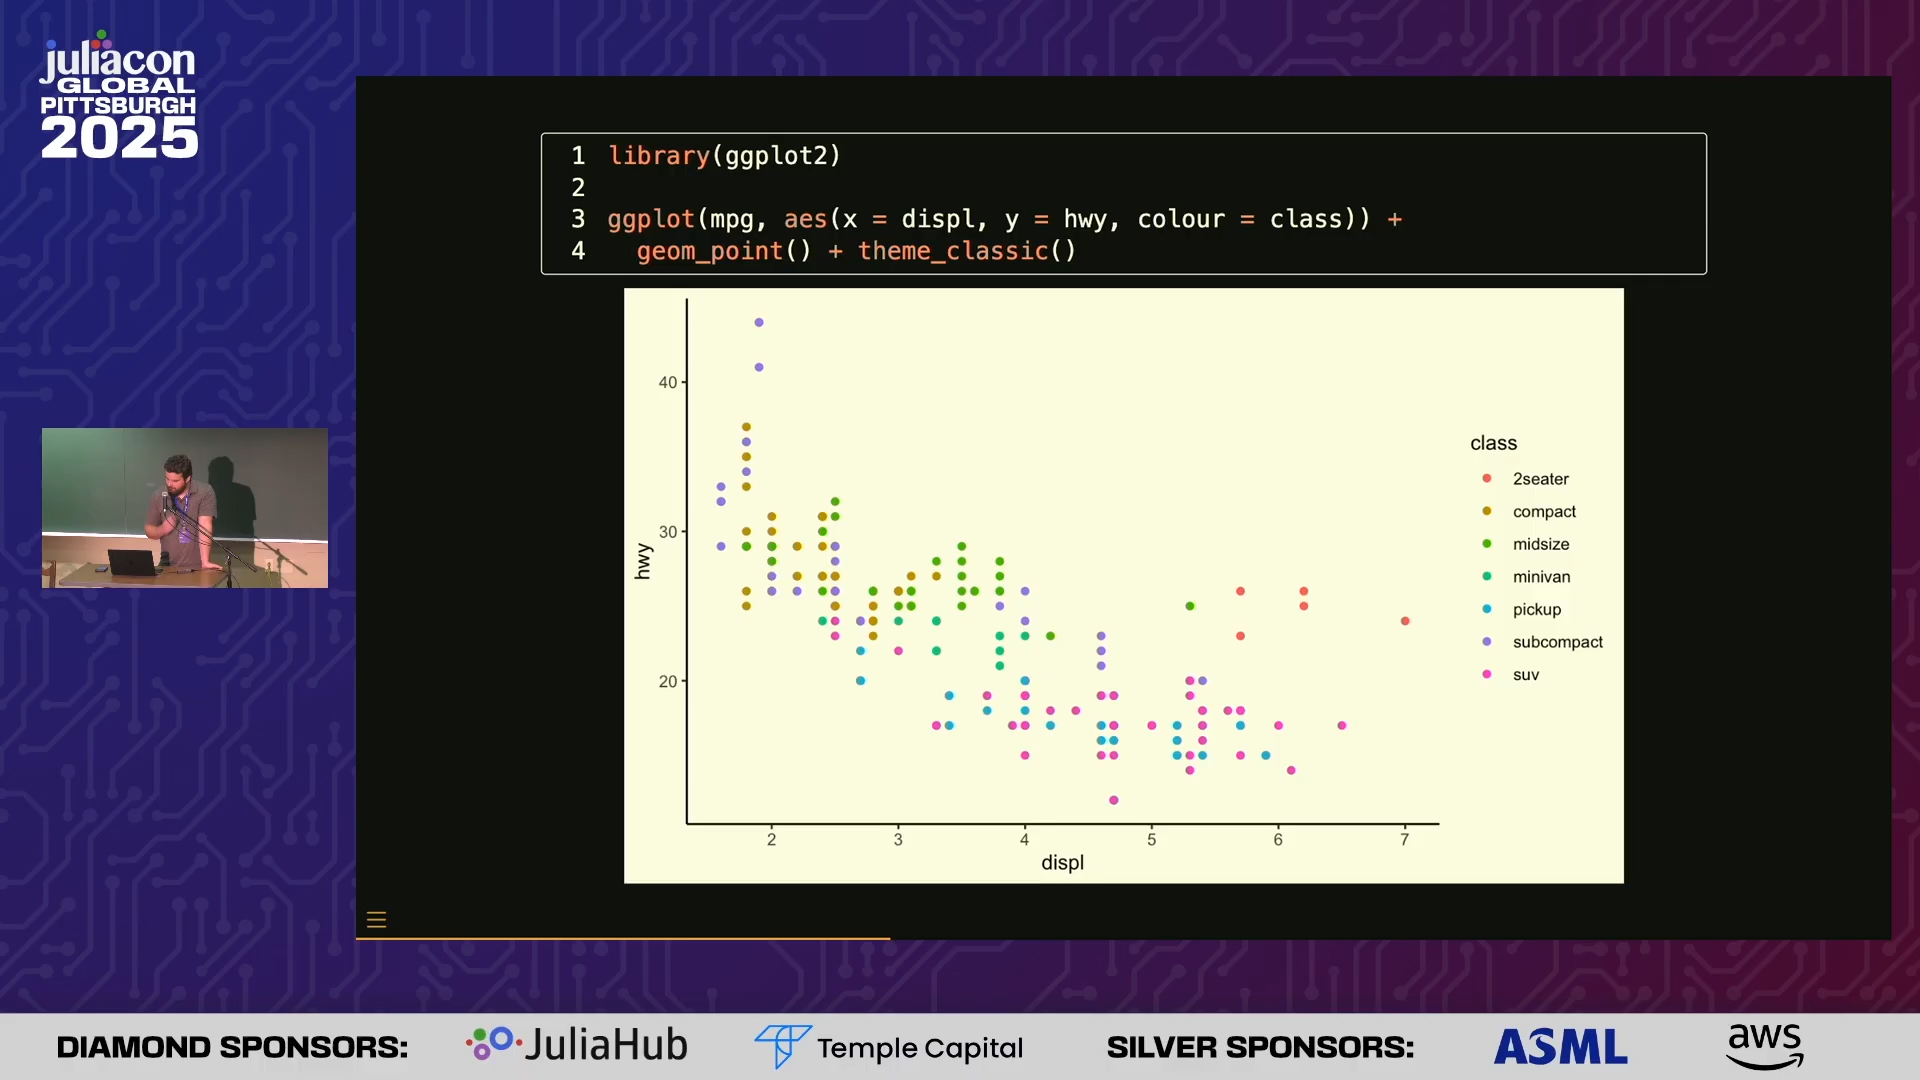 juliacon
GLOBAL
PITTSBURGH
2025
1 library(ggplot2)
2
3 ggplot(mpg, aes(x = displ, y = hwy, colour = class)) +
4 geom_point() + theme_classic()
40
30
20
hwy
2 3 4 5 6 7
displ
class
2seater
compact
midsize
minivan
pickup
subcompact
suv
DIAMOND SPONSORS: JuliaHub Temple Capital SILVER SPONSORS: ASML aws